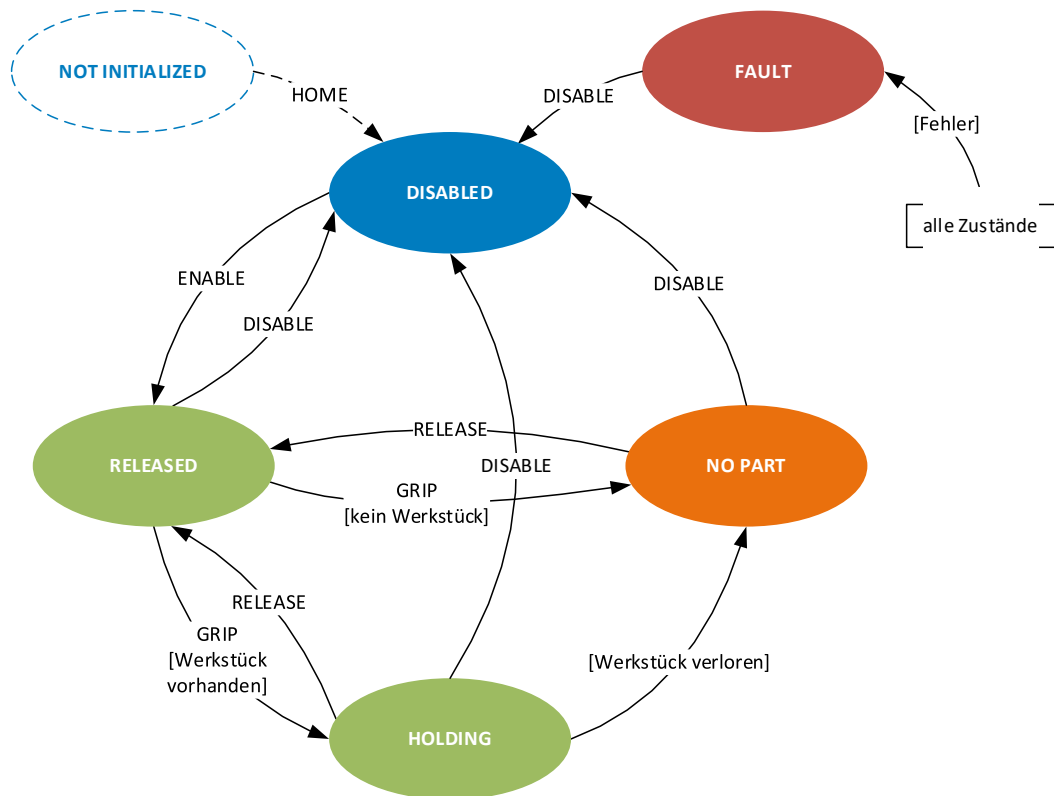 NOT INITIALIZED
FAULT
HOME
DISABLE
[Fehler]
DISABLED
[alle Zustände]
ENABLE
DISABLE
DISABLE
RELEASE
RELEASED
DISABLE
NO PART
GRIP
[kein Werkstück]
RELEASE
GRIP
[Werkstück
vorhanden]
[Werkstück verloren]
HOLDING